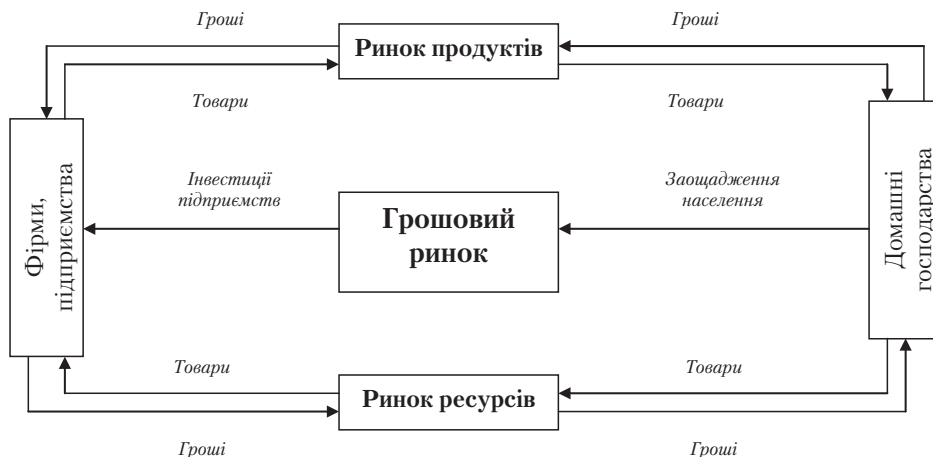 Гроші
Гроші
Ринок продуктів
Товари
Товари
Фірми,
підприємства
Інвестиції
підприємств
Грошовий
ринок
Заощадження
населення
Домашні
господарства
Товари
Товари
Ринок ресурсів
Гроші
Гроші